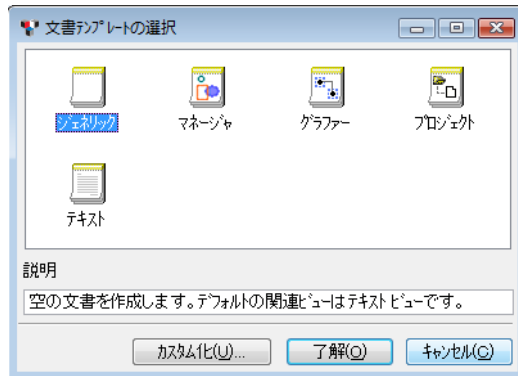 文書ﾃﾝﾌﾟﾚｰﾄの選択
ｼﾞｪﾈﾘｯｸ ﾏﾈｰｼﾞｬ ｸﾞﾗﾌｧｰ ﾌﾟﾛｼﾞｪｸﾄ
ﾃｷｽﾄ
説明
空の文書を作成します。ﾃﾞﾌｫﾙﾄの関連ﾋﾞｭｰはﾃｷｽﾄ ﾋﾞｭｰです。
ｶｽﾀﾑ化(U)... 了解(O) ｷｬﾝｾﾙ(C)